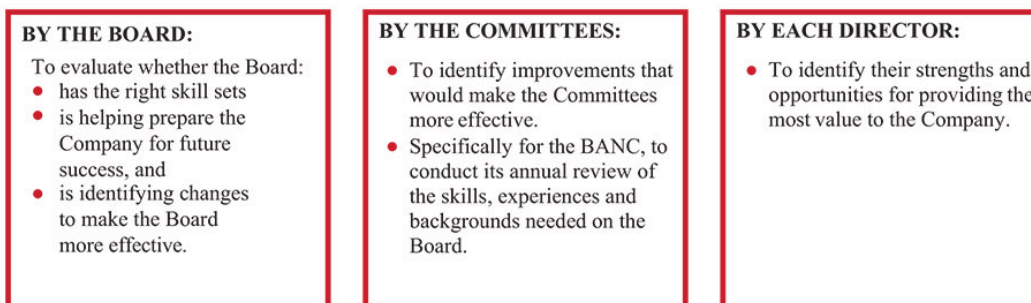 BY THE BOARD:
To evaluate whether the Board:
• has the right skill sets
• is helping prepare the
Company for future
success, and
• is identifying changes
to make the Board
more effective.
BY THE COMMITTEES:
• To identify improvements that
would make the Committees
more effective.
• Specifically for the BANC, to
conduct its annual review of
the skills, experiences and
backgrounds needed on the
Board.
BY EACH DIRECTOR:
• To identify their strengths and
opportunities for providing the
most value to the Company.